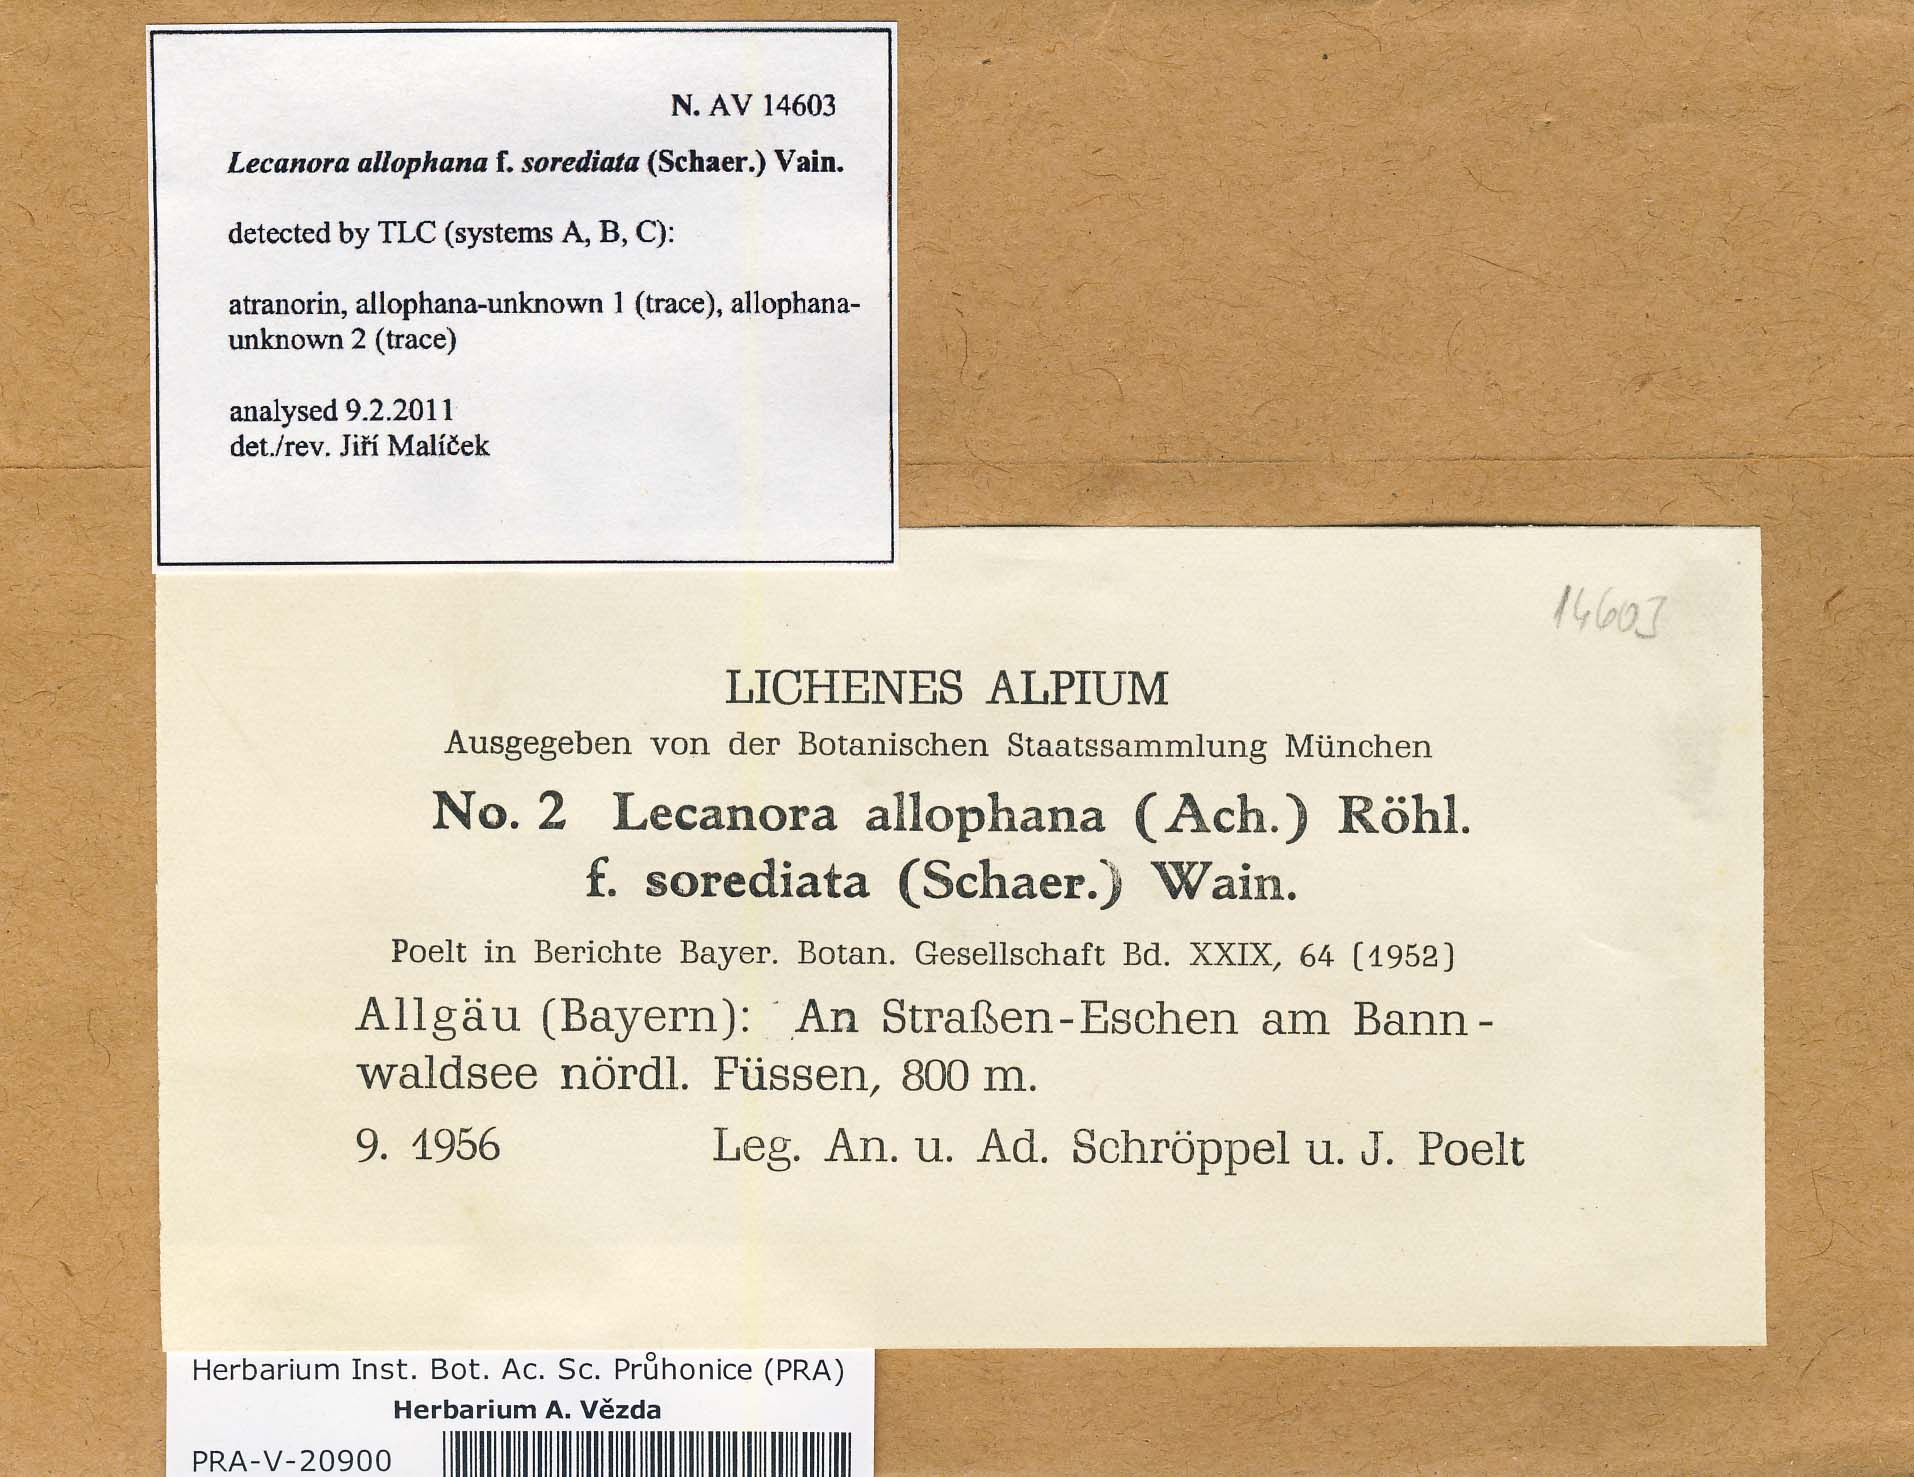 N. AV 14603
Lecanora allophana f. sorediata (Schaer.) Vain.
detected by TLC (systems A, B, C):
atranorin, allophana-unknown 1 (trace), allophana-
unknown 2 (trace)
analysed 9.2.2011
det./rev. Jiří Malíček
14603
LICHENES ALPIUM
Ausgegeben von der Botanischen Staatssammlung München
No. 2 Lecanora allophana (Ach.) Röhl.
f. sorediata (Schaer.) Wain.
Poelt in Berichte Bayer. Botan. Gesellschaft Bd. XXIX, 64 (1952)
Allgäu (Bayern): An Straßen-Eschen am Bann-
waldsee nördl. Füssen, 800 m.
9. 1956 Leg. An. u. Ad. Schröppel u. J. Poelt
Herbarium Inst. Bot. Ac. Sc. Průhonice (PRA)
Herbarium A. Vězda
PRA-V-20900